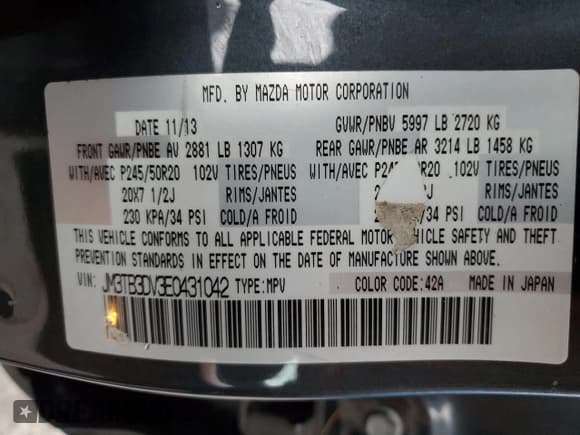 MFD. BY MAZDA MOTOR CORPORATION
DATE 11/13 GVWR/PNBV 5997 LB 2720 KG
FRONT GAWR/PNBE AV 2881 LB 1307 KG REAR GAWR/PNBE AR 3214 LB 1458 KG
WITH/AVEC P245/50R20 102V TIRES/PNEUS WITH/AVEC 102V TIRES/PNEUS
20X7 1/2J RIMS/JANTES RIMS/JANTES
230 KPA/34 PSI COLD/A FROID /34 PSI COLD/A FROID
THIS VEHICLE CONFORMS TO ALL APPLICABLE FEDERAL MOTOR SAFETY AND THEFT
PREVENTION STANDARDS IN EFFECT ON THE DATE OF MANUFACTURE SHOWN ABOVE.
VIN: JM3TB3DV3E0431042 TYPE:MPV COLOR CODE:42A MADE IN JAPAN